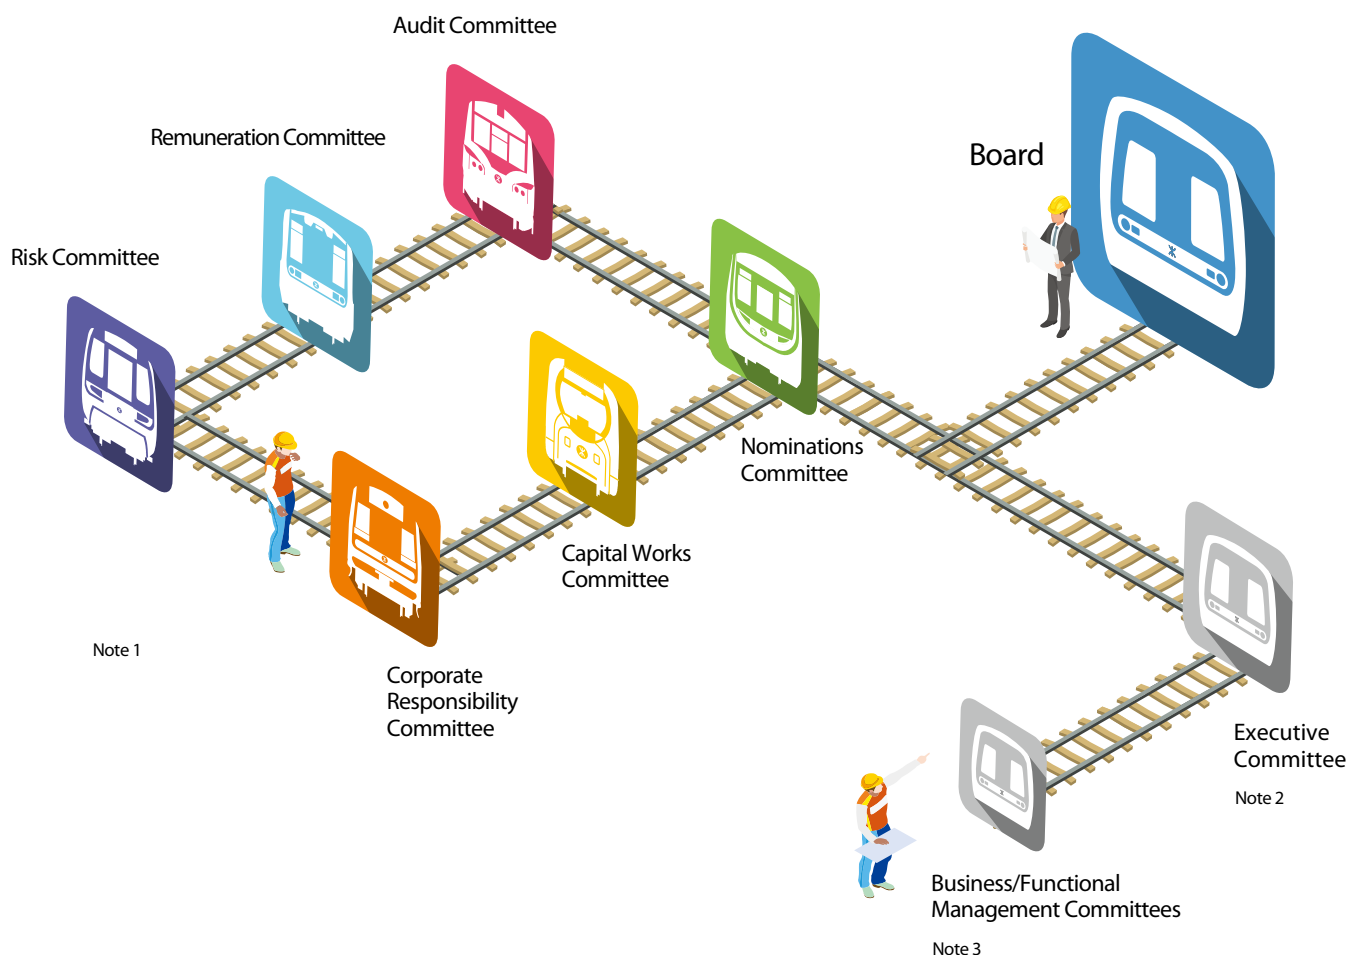 Audit Committee
Remuneration Committee
Board
Risk Committee
Nominations
Committee
Capital Works
Committee
Note 1
Corporate
Responsibility
Committee
Executive
Committee
Note 2
Business/Functional
Management Committees
Note 3